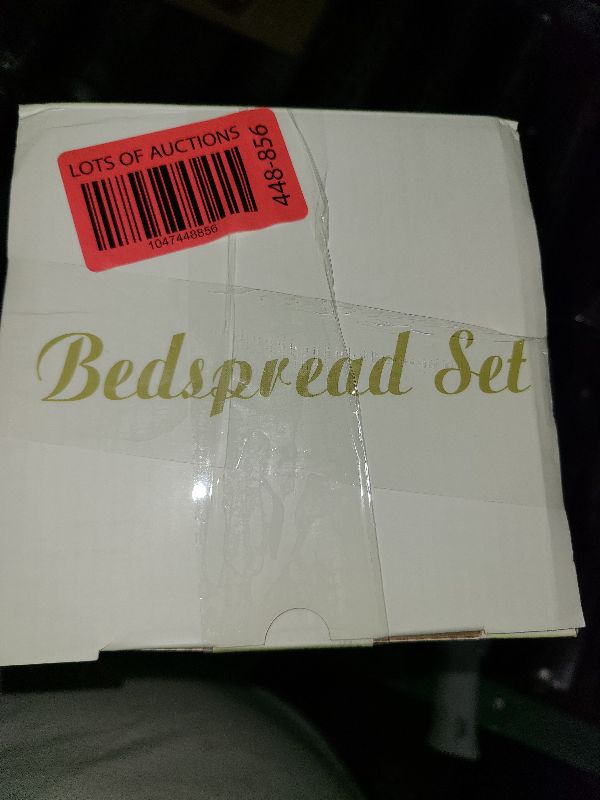 LOTS OF AUCTIONS
448-856
1047448856
Bedspread Set